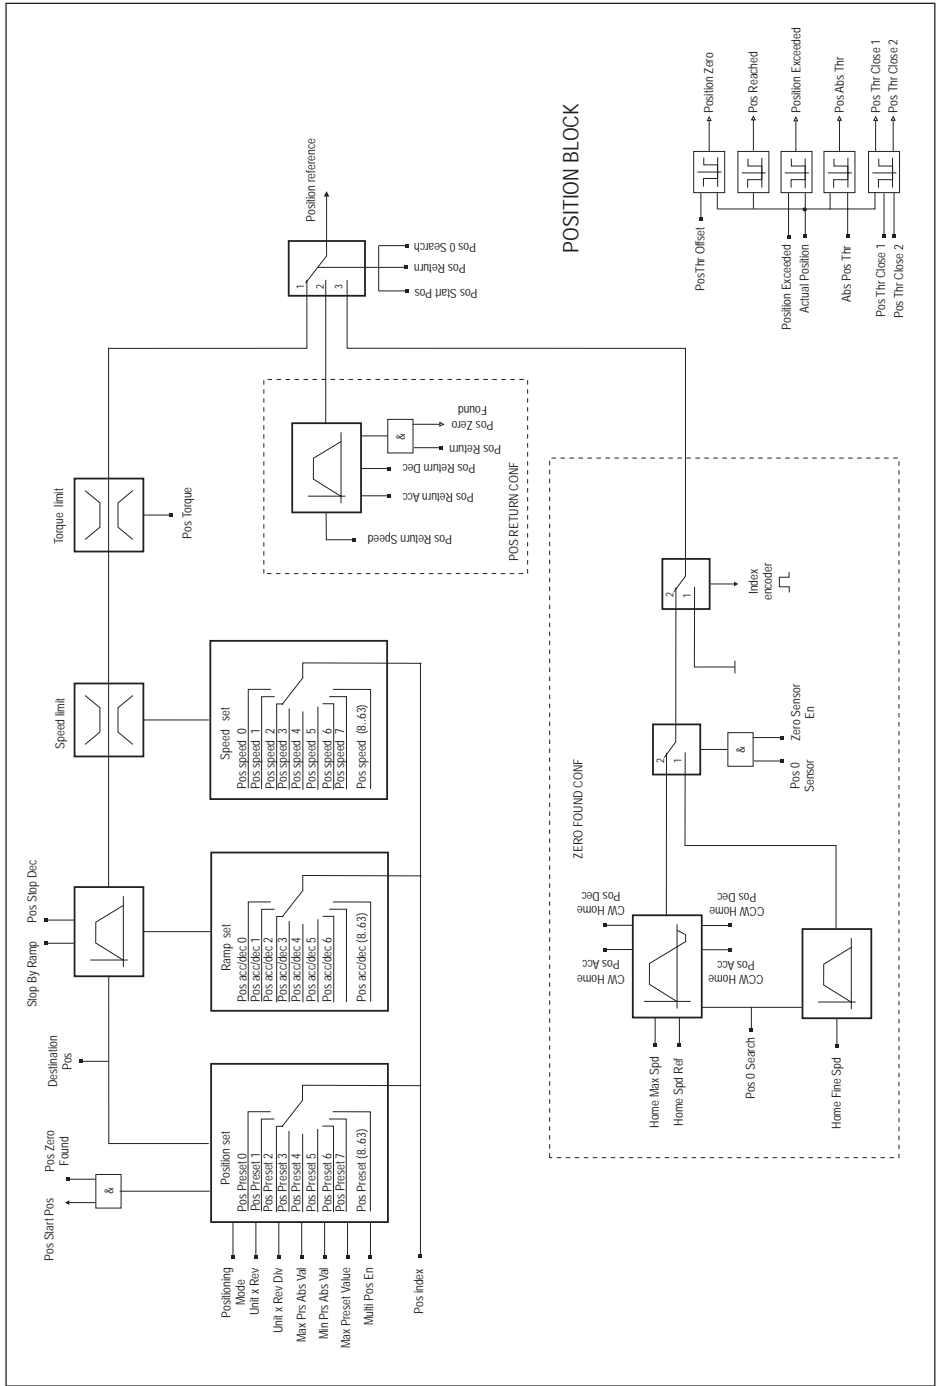 POSITION BLOCK
Pos Start Pos
Pos Zero
Found
&
Destination
Pos
Stop By Ramp
Pos Stop Dec
Speed limit
Torque limit
Pos Torque
Positioning
Mode
Unit x Rev
Unit x Rev Div
Max Prs Abs Val
Min Prs Abs Val
Max Preset Value
Multi Pos En
Pos index
Position set
Pos Preset 0
Pos Preset 1
Pos Preset 2
Pos Preset 3
Pos Preset 4
Pos Preset 5
Pos Preset 6
Pos Preset 7
Pos Preset (8..63)
Ramp set
Pos acc/dec 0
Pos acc/dec 1
Pos acc/dec 2
Pos acc/dec 3
Pos acc/dec 4
Pos acc/dec 5
Pos acc/dec 6
Pos acc/dec (8..63)
Speed set
Pos speed 0
Pos speed 1
Pos speed 2
Pos speed 3
Pos speed 4
Pos speed 5
Pos speed 6
Pos speed 7
Pos speed (8..63)
Position reference
1
2
3
Pos Start Pos
Pos Return
Pos 0 Search
POS RETURN CONF
Pos Return Speed
Pos Return Acc
Pos Return Dec
Pos Return
Pos Zero
Found
&
ZERO FOUND CONF
Home Max Spd
Home Spd Ref
CW Home
Pos Acc
CW Home
Pos Dec
CCW Home
Pos Acc
CCW Home
Pos Dec
Pos 0 Search
Home Fine Spd
2
1
&
Pos 0
Sensor
Zero Sensor
En
2
1
Index
encoder
PosThr Offset
Position Exceeded
Actual Position
Abs Pos Thr
Pos Thr Close 1
Pos Thr Close 2
Position Zero
Pos Reached
Position Exceeded
Pos Abs Thr
Pos Thr Close 1
Pos Thr Close 2